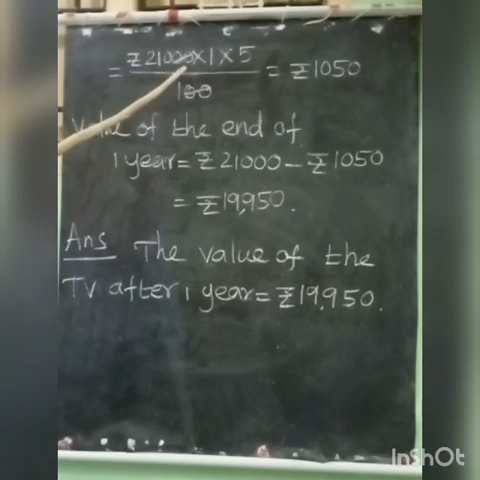 = ₹21000×1×5 / 100 = ₹1050
Value of the end of
1 year = ₹21000 - ₹1050
= ₹19,950.
Ans The value of the
TV after 1 year = ₹19,950.
InShOt